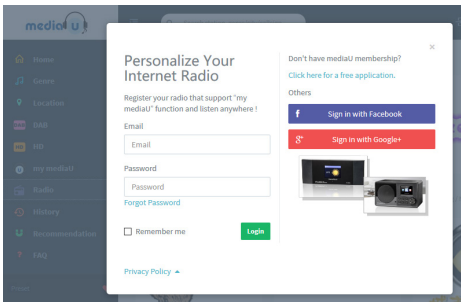 mediaU
Home
Genre
Location
DAB
HD
my mediaU
Radio
History
Recommendation
FAQ
×
Personalize Your
Internet Radio
Register your radio that support "my
mediaU" function and listen anywhere !
Email
Email
Password
Password
Forgot Password
Remember me
Login
Privacy Policy
Don't have mediaU membership?
Click here for a free application.
Others
f Sign in with Facebook
g+ Sign in with Google+